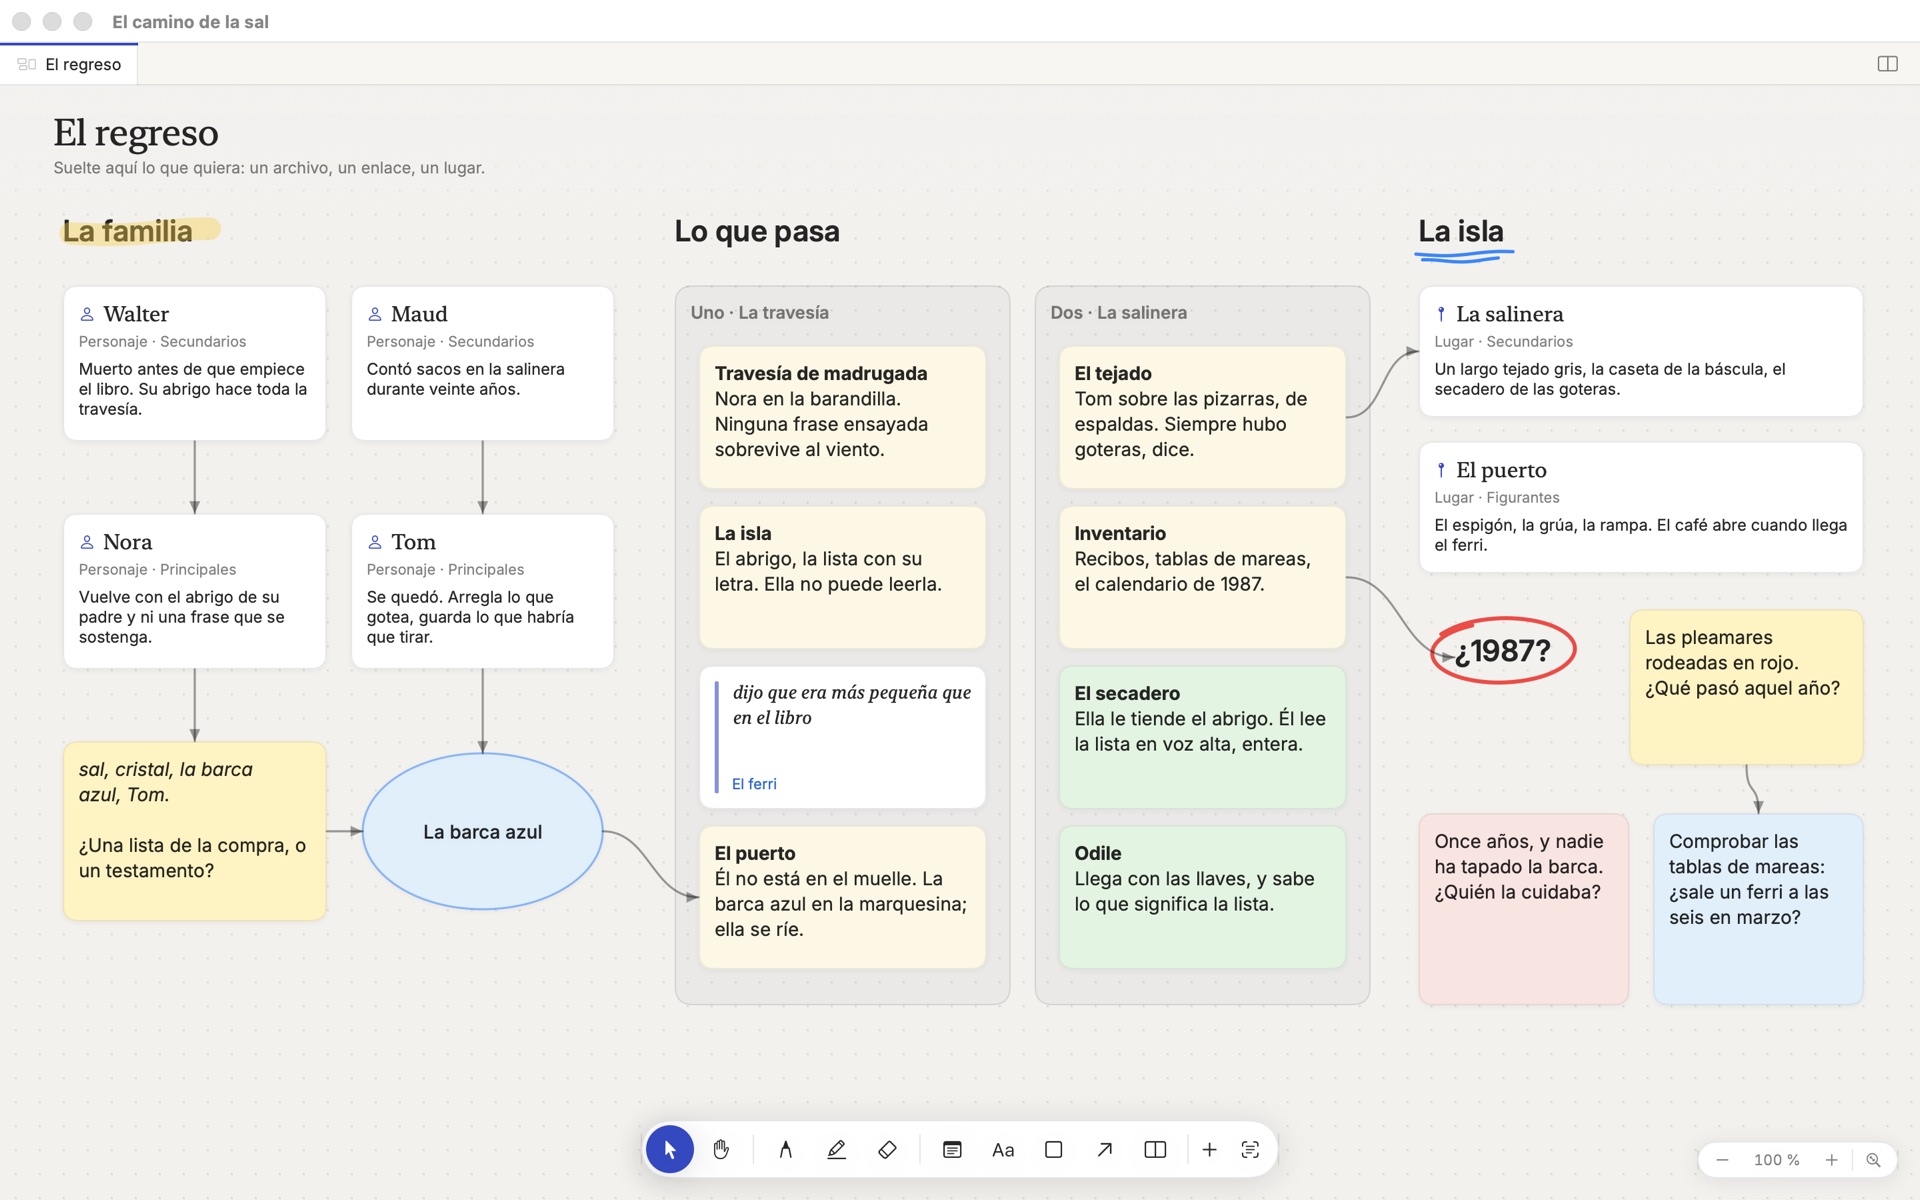 El camino de la sal
El regreso
El regreso
Suelte aquí lo que quiera: un archivo, un enlace, un lugar.
La familia
Walter
Personaje · Secundarios
Muerto antes de que empiece
el libro. Su abrigo hace toda la
travesía.
Maud
Personaje · Secundarios
Contó sacos en la salinera
durante veinte años.
Nora
Personaje · Principales
Vuelve con el abrigo de su
padre y ni una frase que se
sostenga.
Tom
Personaje · Principales
Se quedó. Arregla lo que
gotea, guarda lo que habría
que tirar.
sal, cristal, la barca
azul, Tom.
¿Una lista de la compra, o
un testamento?
La barca azul
Lo que pasa
Uno · La travesía
Travesía de madrugada
Nora en la barandilla.
Ninguna frase ensayada
sobrevive al viento.
La isla
El abrigo, la lista con su
letra. Ella no puede leerla.
dijo que era más pequeña que
en el libro
El ferri
El puerto
Él no está en el muelle. La
barca azul en la marquesina;
ella se ríe.
Dos · La salinera
El tejado
Tom sobre las pizarras, de
espaldas. Siempre hubo
goteras, dice.
Inventario
Recibos, tablas de mareas,
el calendario de 1987.
El secadero
Ella le tiende el abrigo. Él lee
la lista en voz alta, entera.
Odile
Llega con las llaves, y sabe
lo que significa la lista.
La isla
La salinera
Lugar · Secundarios
Un largo tejado gris, la caseta de la báscula, el
secadero de las goteras.
El puerto
Lugar · Figurantes
El espigón, la grúa, la rampa. El café abre cuando llega
el ferri.
¿1987?
Las pleamares
rodeadas en rojo.
¿Qué pasó aquel año?
Once años, y nadie
ha tapado la barca.
¿Quién la cuidaba?
Comprobar las
tablas de mareas:
¿sale un ferri a las
seis en marzo?
Aa
100 %